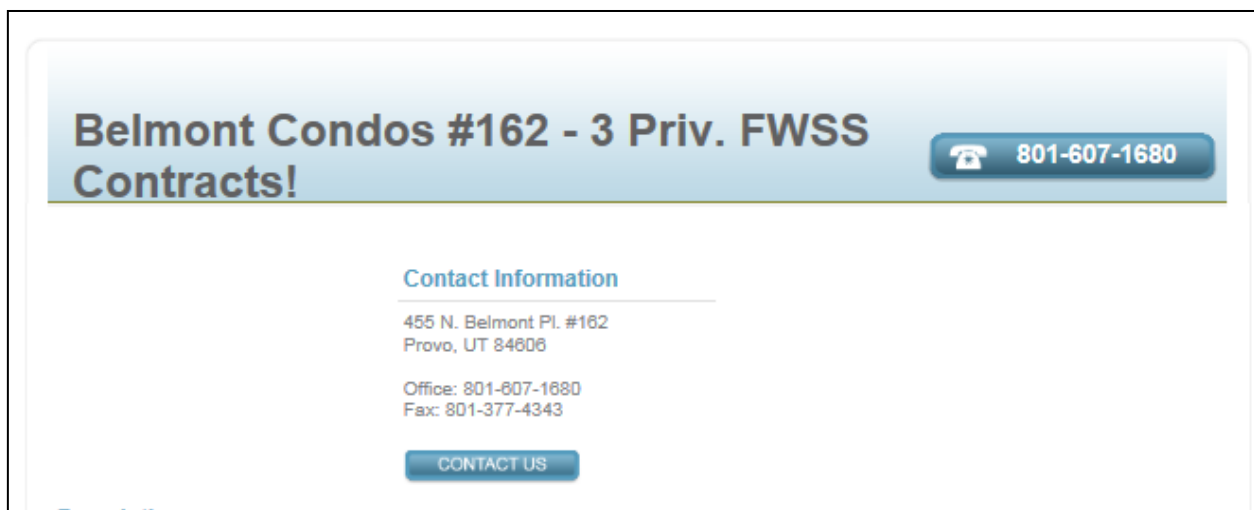 Belmont Condos #162 - 3 Priv. FWSS
Contracts!
801-607-1680
Contact Information
455 N. Belmont Pl. #162
Provo, UT 84606
Office: 801-607-1680
Fax: 801-377-4343
CONTACT US